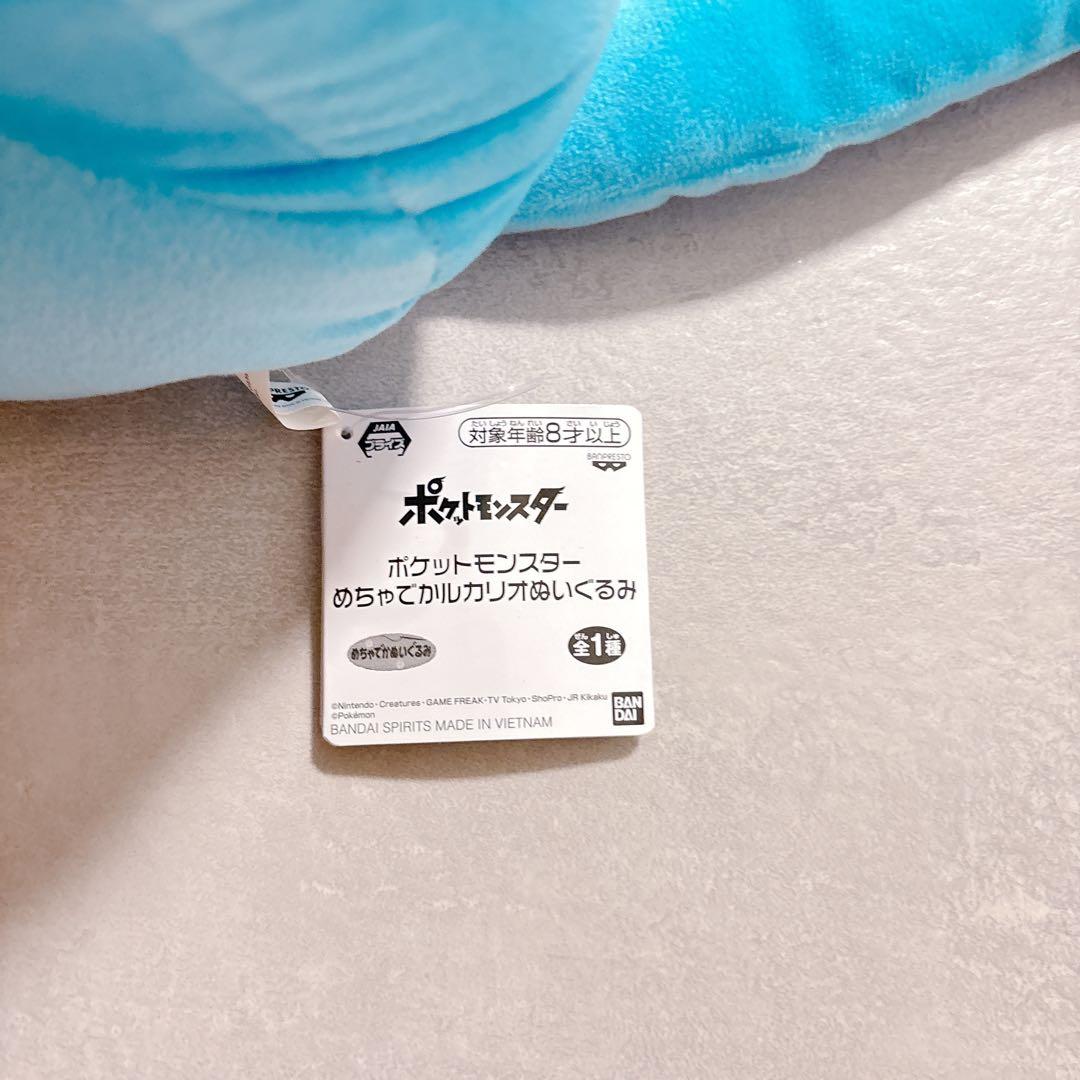 PRESTO
JAIA
プライズ
たいしょうねんれい さい いじょう
対象年齢8才以上
BANPRESTO
ポケットモンスター
ポケットモンスター
めちゃでかルカリオぬいぐるみ
めちゃでかぬいぐるみ
ぜん しゅ
全1種
©Nintendo・Creatures・GAME FREAK・TV Tokyo・ShoPro・JR Kikaku
©Pokémon
BANDAI SPIRITS MADE IN VIETNAM
BAN
DAI